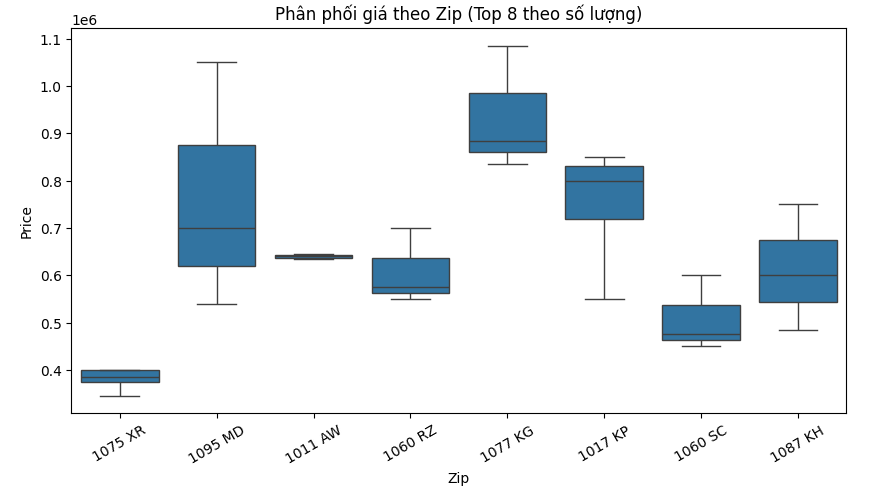 Phân phối giá theo Zip (Top 8 theo số lượng)
1e6
1.1
1.0
0.9
0.8
0.7
0.6
0.5
0.4
Price
1075 XR
1095 MD
1011 AW
1060 RZ
1077 KG
1017 KP
1060 SC
1087 KH
Zip